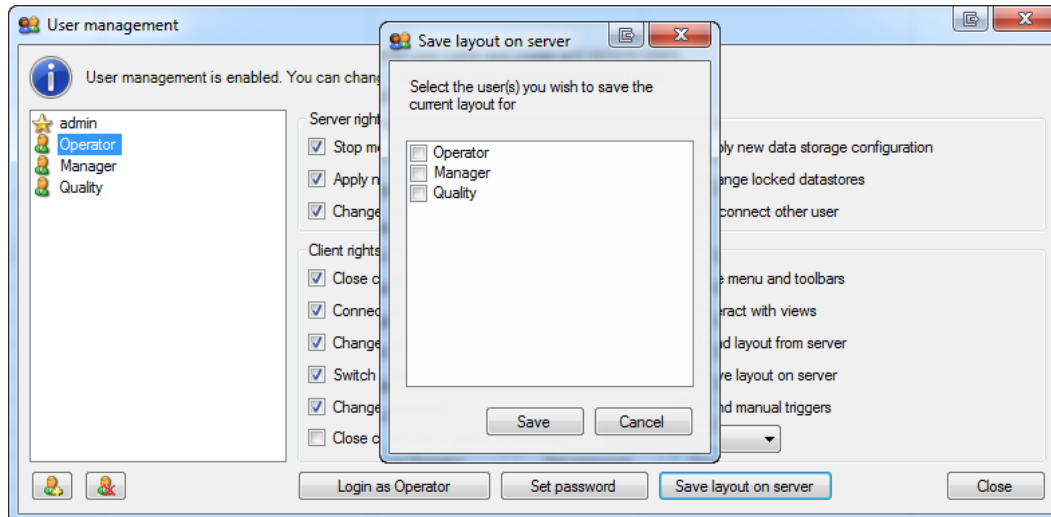 User management
Save layout on server
User management is enabled. You can chang
Select the user(s) you wish to save the
current layout for
admin
Operator
Manager
Quality
Operator
Manager
Quality
Server right
Stop m
ly new data storage configuration
Apply n
ange locked datastores
Change
connect other user
Client rights
Close c
menu and toolbars
Connec
ract with views
Change
d layout from server
Switch
e layout on server
Change
nd manual triggers
Close c
Save
Cancel
Login as Operator
Set password
Save layout on server
Close